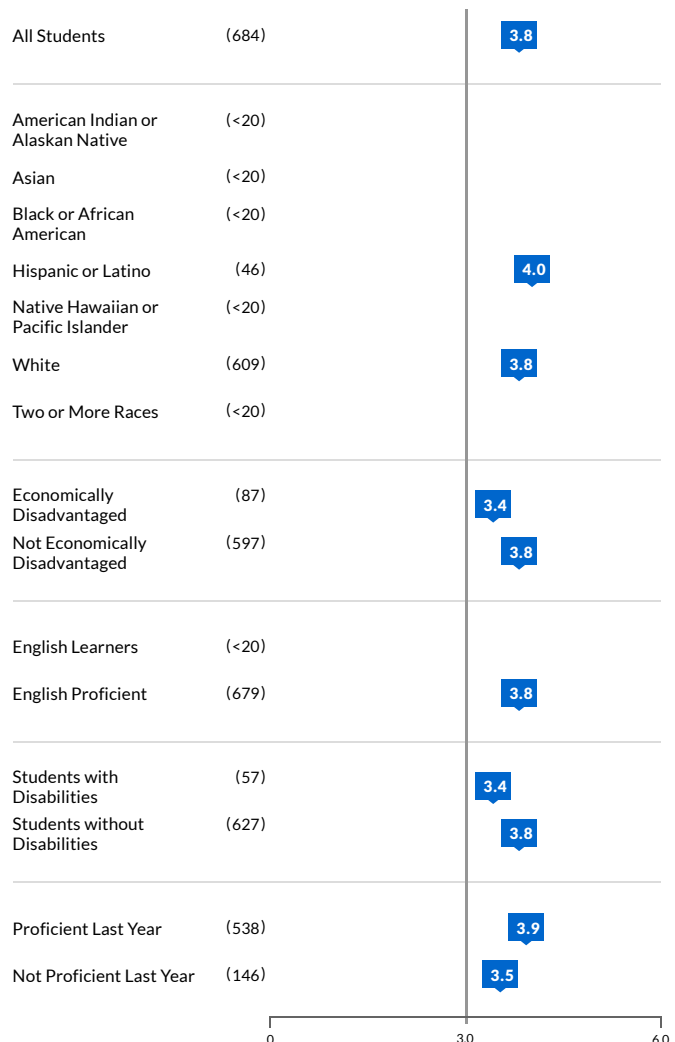 All Students (684) 3.8
American Indian or (<20)
Alaskan Native
Asian (<20)
Black or African (<20)
American
Hispanic or Latino (46) 4.0
Native Hawaiian or (<20)
Pacific Islander
White (609) 3.8
Two or More Races (<20)
Economically (87) 3.4
Disadvantaged
Not Economically (597) 3.8
Disadvantaged
English Learners (<20)
English Proficient (679) 3.8
Students with (57) 3.4
Disabilities
Students without (627) 3.8
Disabilities
Proficient Last Year (538) 3.9
Not Proficient Last Year (146) 3.5
0 3.0 6.0